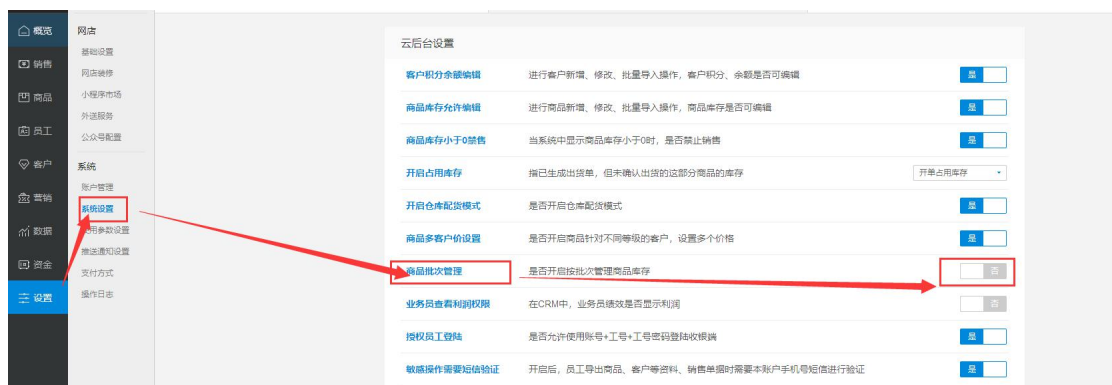 概览
销售
商品
员工
客户
营销
数据
资金
设置
网店
基础设置
网店装修
小程序市场
外送服务
公众号配置
系统
账户管理
系统设置
用参数设置
推送通知设置
支付方式
操作日志
云后台设置
客户积分余额编辑 进行客户新增、修改、批量导入操作，客户积分、余额是否可编辑 是
商品库存允许编辑 进行商品新增、修改、批量导入操作，商品库存是否可编辑 是
商品库存小于0禁售 当系统中显示商品库存小于0时，是否禁止销售 是
开启占用库存 指已生成出货单，但未确认出货的这部分商品的库存 开单占用库存
开启仓库配货模式 是否开启仓库配货模式 是
商品多客户价设置 是否开启商品针对不同等级的客户，设置多个价格 是
商品批次管理 是否开启按批次管理商品库存 否
业务员查看利润权限 在CRM中，业务员绩效是否显示利润 否
授权员工登陆 是否允许使用账号+工号+工号密码登陆收银端 是
敏感操作需要短信验证 开启后，员工导出商品、客户等资料、销售单据时需要本账户手机号短信进行验证 是